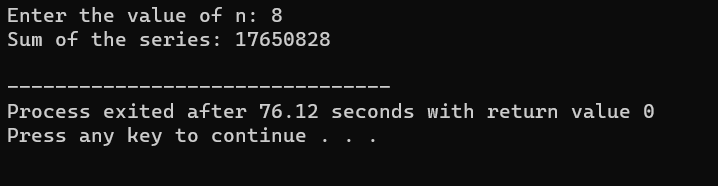 Enter the value of n: 8
Sum of the series: 17650828
--------------------------------
Process exited after 76.12 seconds with return value 0
Press any key to continue . . .